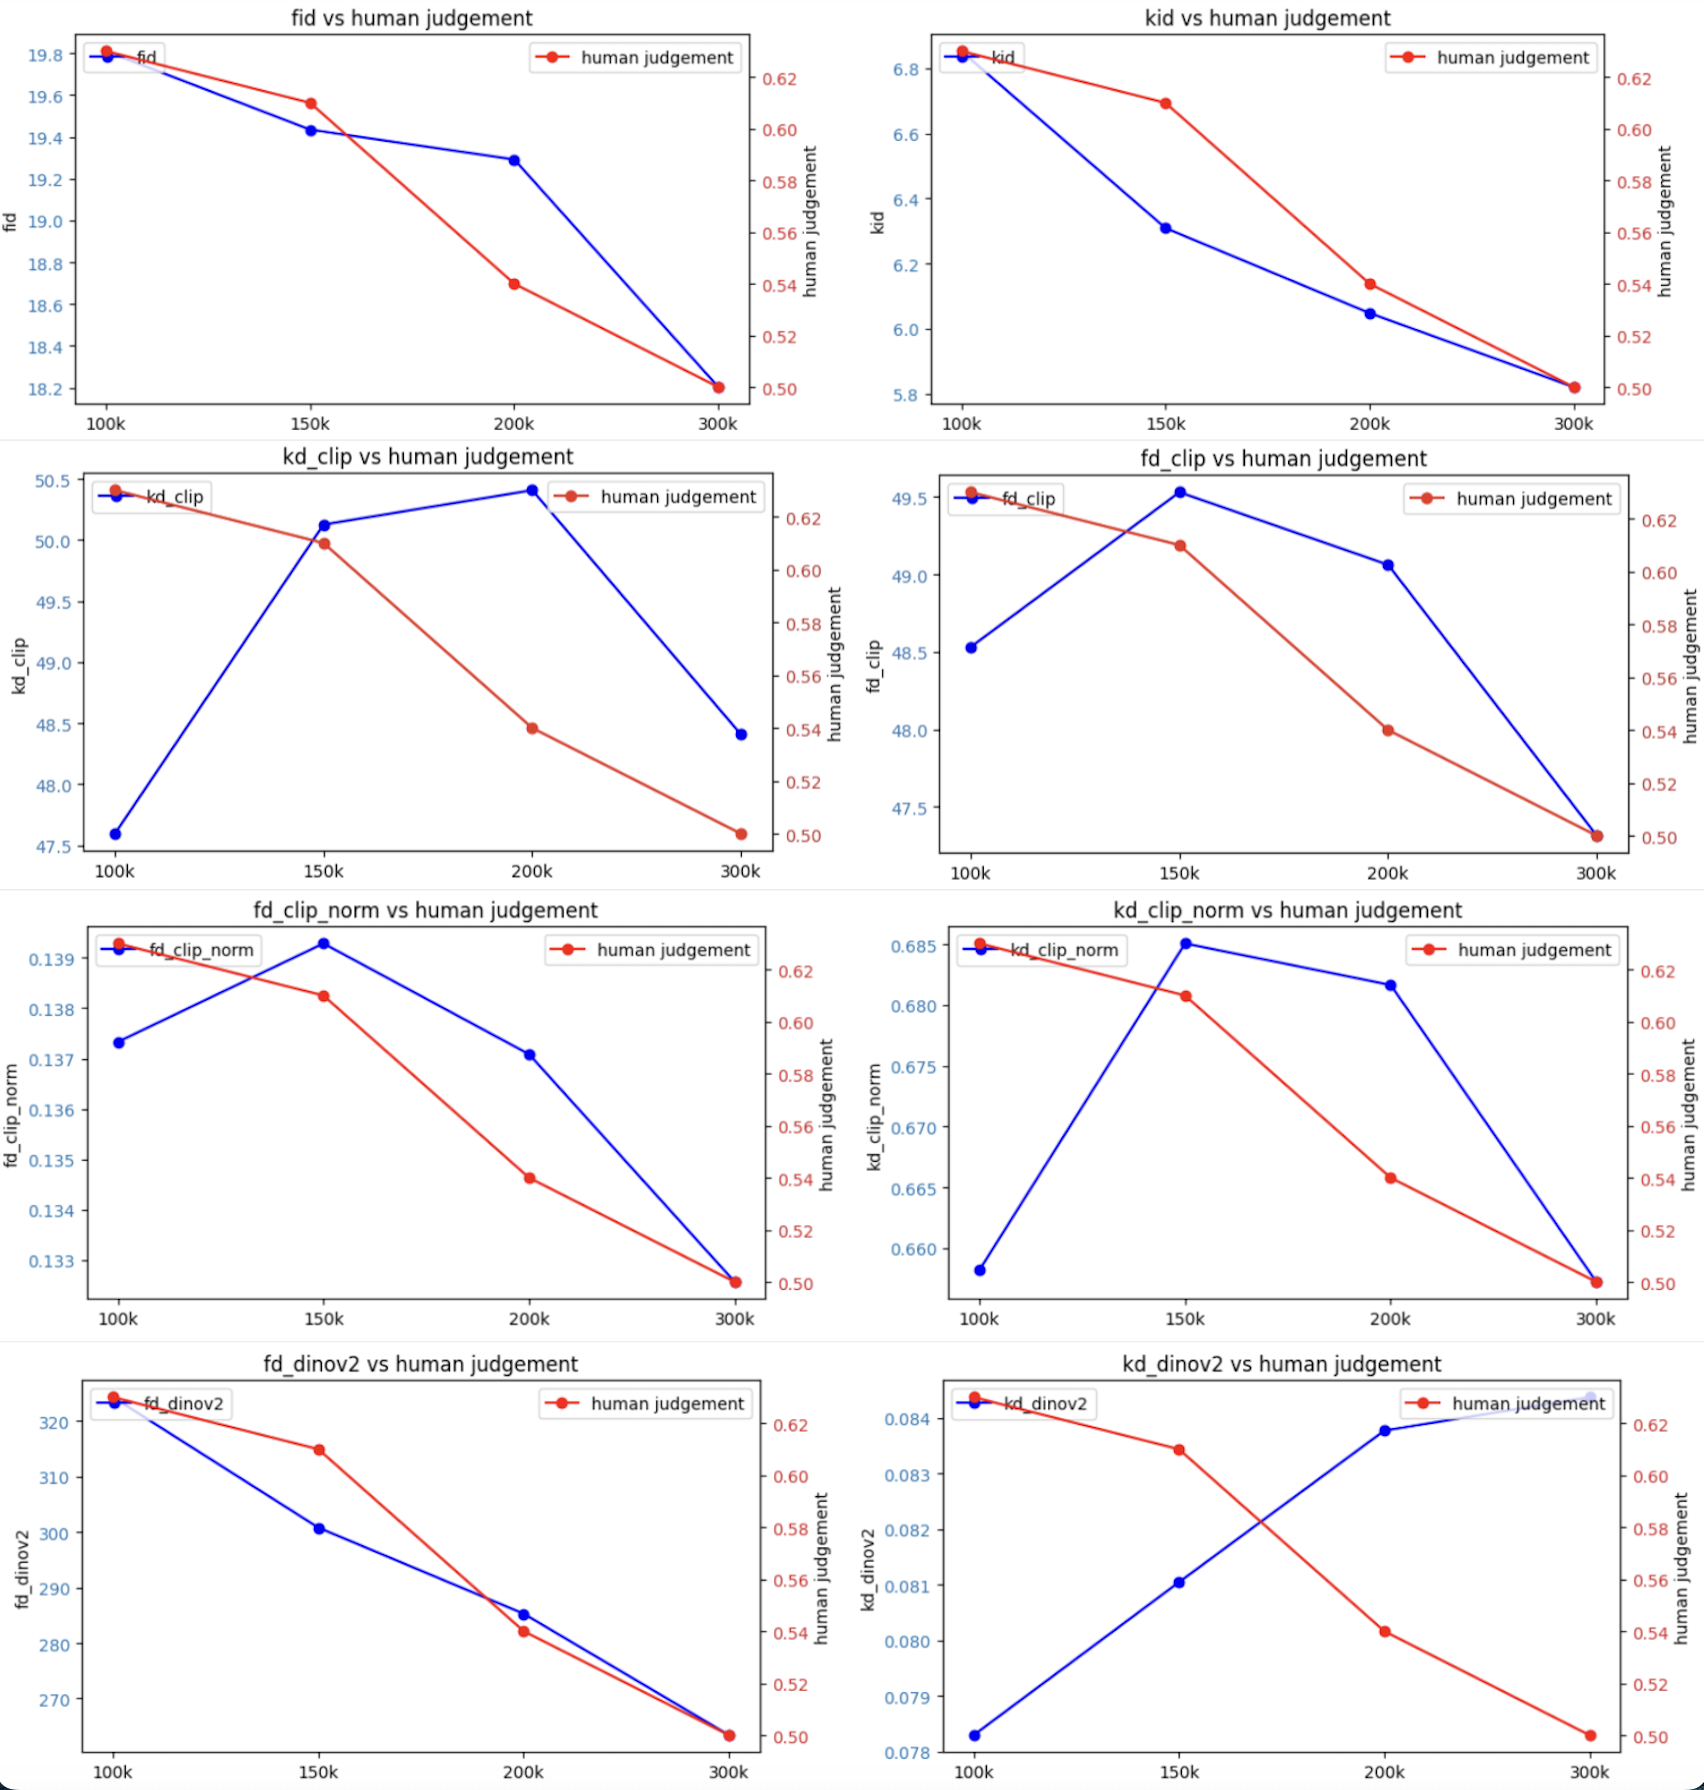 fid vs human judgement
fid
human judgement
19.8
19.6
19.4
19.2
19.0
18.8
18.6
18.4
18.2
fid
0.62
0.60
0.58
0.56
0.54
0.52
0.50
human judgement
100k 150k 200k 300k
kid vs human judgement
kid
human judgement
6.8
6.6
6.4
6.2
6.0
5.8
kid
0.62
0.60
0.58
0.56
0.54
0.52
0.50
human judgement
100k 150k 200k 300k
kd_clip vs human judgement
kd_clip
human judgement
50.5
50.0
49.5
49.0
48.5
48.0
47.5
kd_clip
0.62
0.60
0.58
0.56
0.54
0.52
0.50
human judgement
100k 150k 200k 300k
fd_clip vs human judgement
fd_clip
human judgement
49.5
49.0
48.5
48.0
47.5
fd_clip
0.62
0.60
0.58
0.56
0.54
0.52
0.50
human judgement
100k 150k 200k 300k
fd_clip_norm vs human judgement
fd_clip_norm
human judgement
0.139
0.138
0.137
0.136
0.135
0.134
0.133
fd_clip_norm
0.62
0.60
0.58
0.56
0.54
0.52
0.50
human judgement
100k 150k 200k 300k
kd_clip_norm vs human judgement
kd_clip_norm
human judgement
0.685
0.680
0.675
0.670
0.665
0.660
kd_clip_norm
0.62
0.60
0.58
0.56
0.54
0.52
0.50
human judgement
100k 150k 200k 300k
fd_dinov2 vs human judgement
fd_dinov2
human judgement
320
310
300
290
280
270
fd_dinov2
0.62
0.60
0.58
0.56
0.54
0.52
0.50
human judgement
100k 150k 200k 300k
kd_dinov2 vs human judgement
kd_dinov2
human judgement
0.084
0.083
0.082
0.081
0.080
0.079
0.078
kd_dinov2
0.62
0.60
0.58
0.56
0.54
0.52
0.50
human judgement
100k 150k 200k 300k